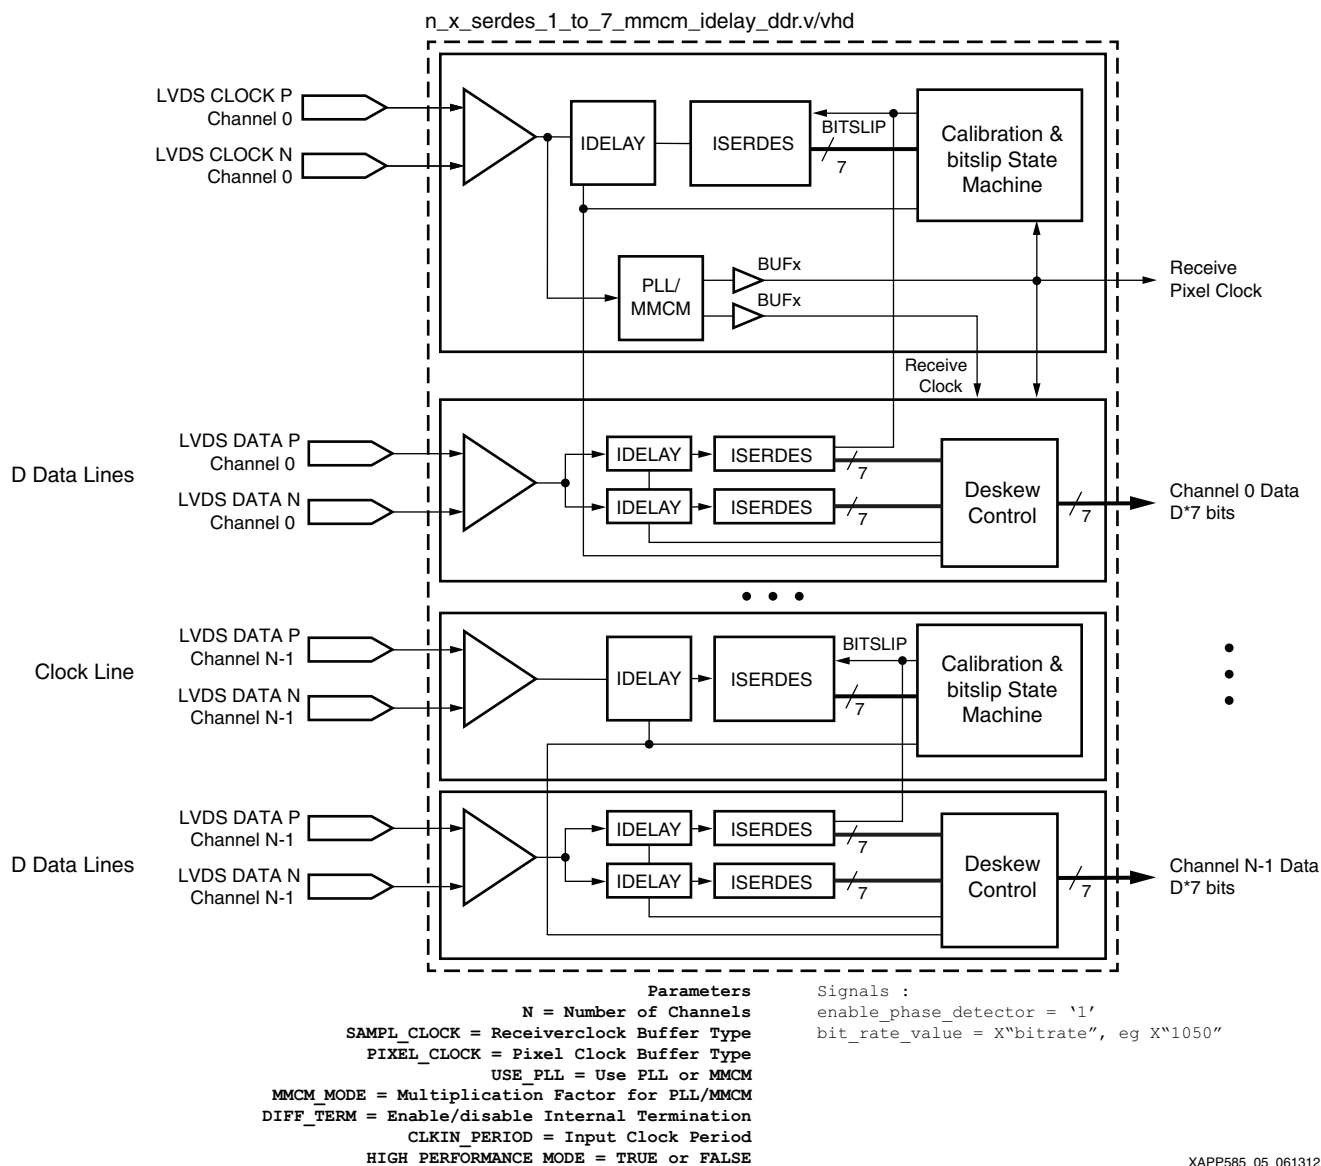 n_x_serdes_1_to_7_mmcm_idelay_ddr.v/vhd
LVDS CLOCK P
Channel 0
LVDS CLOCK N
Channel 0
IDELAY
ISERDES
BITSLIP
7
Calibration &
bitslip State
Machine
PLL/
MMCM
BUFx
BUFx
Receive
Pixel Clock
Receive
Clock
D Data Lines
LVDS DATA P
Channel 0
LVDS DATA N
Channel 0
IDELAY
ISERDES
7
IDELAY
ISERDES
7
Deskew
Control
7
Channel 0 Data
D*7 bits
Clock Line
LVDS DATA P
Channel N-1
LVDS DATA N
Channel N-1
IDELAY
ISERDES
BITSLIP
7
Calibration &
bitslip State
Machine
D Data Lines
LVDS DATA P
Channel N-1
LVDS DATA N
Channel N-1
IDELAY
ISERDES
7
IDELAY
ISERDES
7
Deskew
Control
7
Channel N-1 Data
D*7 bits
Parameters
N = Number of Channels
SAMPL_CLOCK = Receiverclock Buffer Type
PIXEL_CLOCK = Pixel Clock Buffer Type
USE_PLL = Use PLL or MMCM
MMCM_MODE = Multiplication Factor for PLL/MMCM
DIFF_TERM = Enable/disable Internal Termination
CLKIN_PERIOD = Input Clock Period
HIGH PERFORMANCE MODE = TRUE or FALSE
Signals :
enable_phase_detector = ‘1’
bit_rate_value = X“bitrate”, eg X“1050”
XAPP585_05_061312